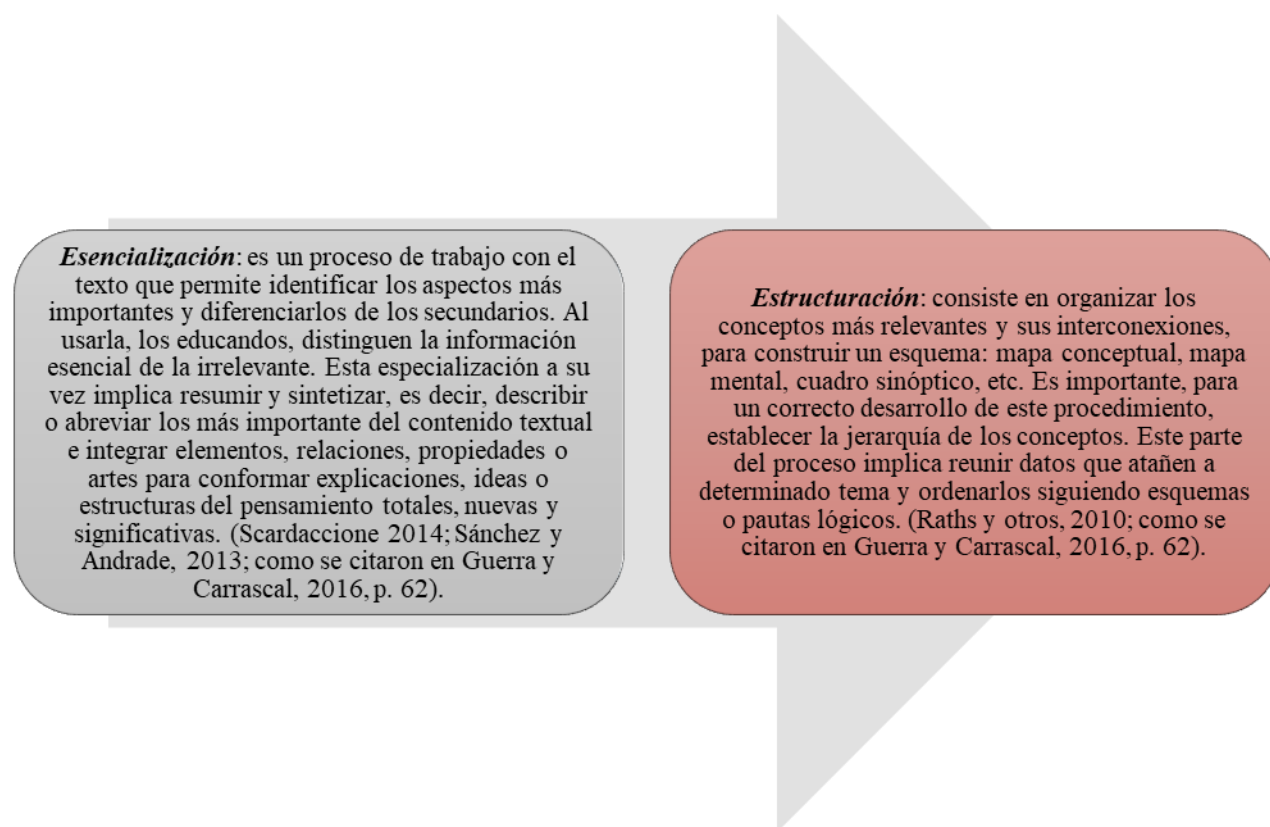 Esencialización: es un proceso de trabajo con el
texto que permite identificar los aspectos más
importantes y diferenciarlos de los secundarios. Al
usarla, los educandos, distinguen la información
esencial de la irrelevante. Esta especialización a su
vez implica resumir y sintetizar, es decir, describir
o abreviar los más importante del contenido textual
e integrar elementos, relaciones, propiedades o
artes para conformar explicaciones, ideas o
estructuras del pensamiento totales, nuevas y
significativas. (Scardaccione 2014; Sánchez y
Andrade, 2013; como se citaron en Guerra y
Carrascal, 2016, p. 62).
Estructuración: consiste en organizar los
conceptos más relevantes y sus interconexiones,
para construir un esquema: mapa conceptual, mapa
mental, cuadro sinóptico, etc. Es importante, para
un correcto desarrollo de este procedimiento,
establecer la jerarquía de los conceptos. Este parte
del proceso implica reunir datos que atañen a
determinado tema y ordenarlos siguiendo esquemas
o pautas lógicos. (Raths y otros, 2010; como se
citaron en Guerra y Carrascal, 2016, p. 62).